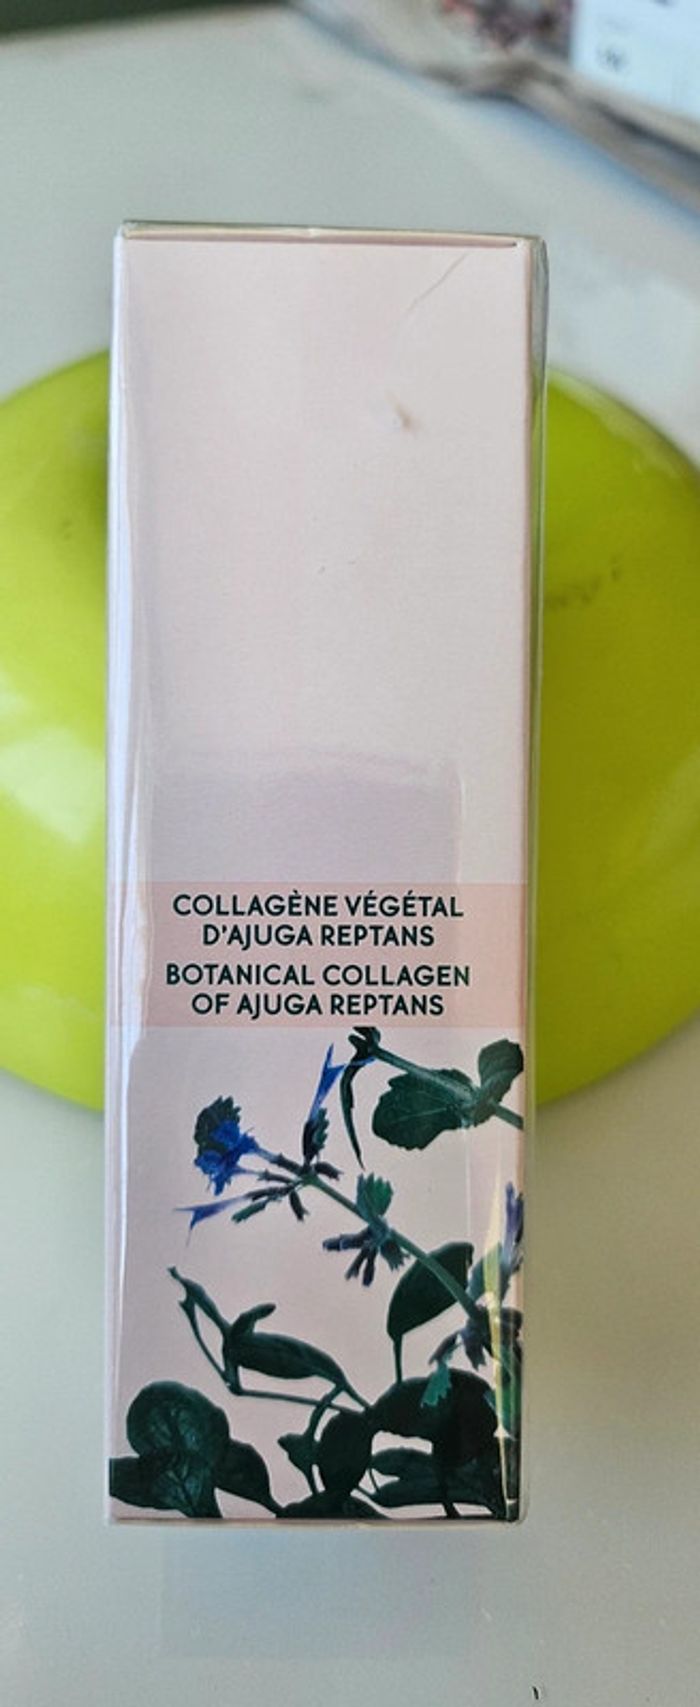 COLLAGÈNE VÉGÉTAL
D'AJUGA REPTANS
BOTANICAL COLLAGEN
OF AJUGA REPTANS